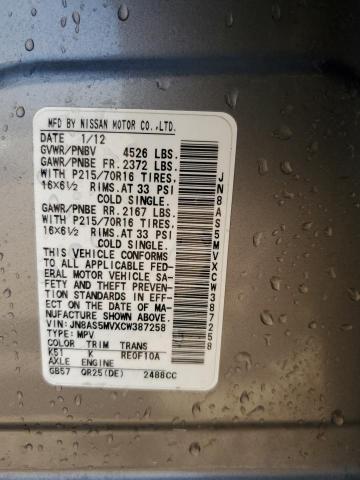 MFD BY NISSAN MOTOR CO.,LTD.
DATE 1/12
GVWR/PNBV 4526 LBS.
GAWR/PNBE FR. 2372 LBS.
WITH P215/70R16 TIRES,
16X6½ RIMS.AT 33 PSI
COLD SINGLE.
GAWR/PNBE RR. 2167 LBS.
WITH P215/70R16 TIRES,
16X6½ RIMS.AT 33 PSI
COLD SINGLE.
THIS VEHICLE CONFORMS
TO ALL APPLICABLE FED-
ERAL MOTOR VEHICLE SA-
FETY AND THEFT PREVENT-
ION STANDARDS IN EFF-
ECT ON THE DATE OF MA-
NUFACTURE SHOWN ABOVE
VIN: JN8AS5MVXCW387258
TYPE: MPV
COLOR TRIM TRANS
K51 K RE0F10A
AXLE ENGINE
GB57 QR25(DE) 2488CC
JN8AS5MVXCW387258